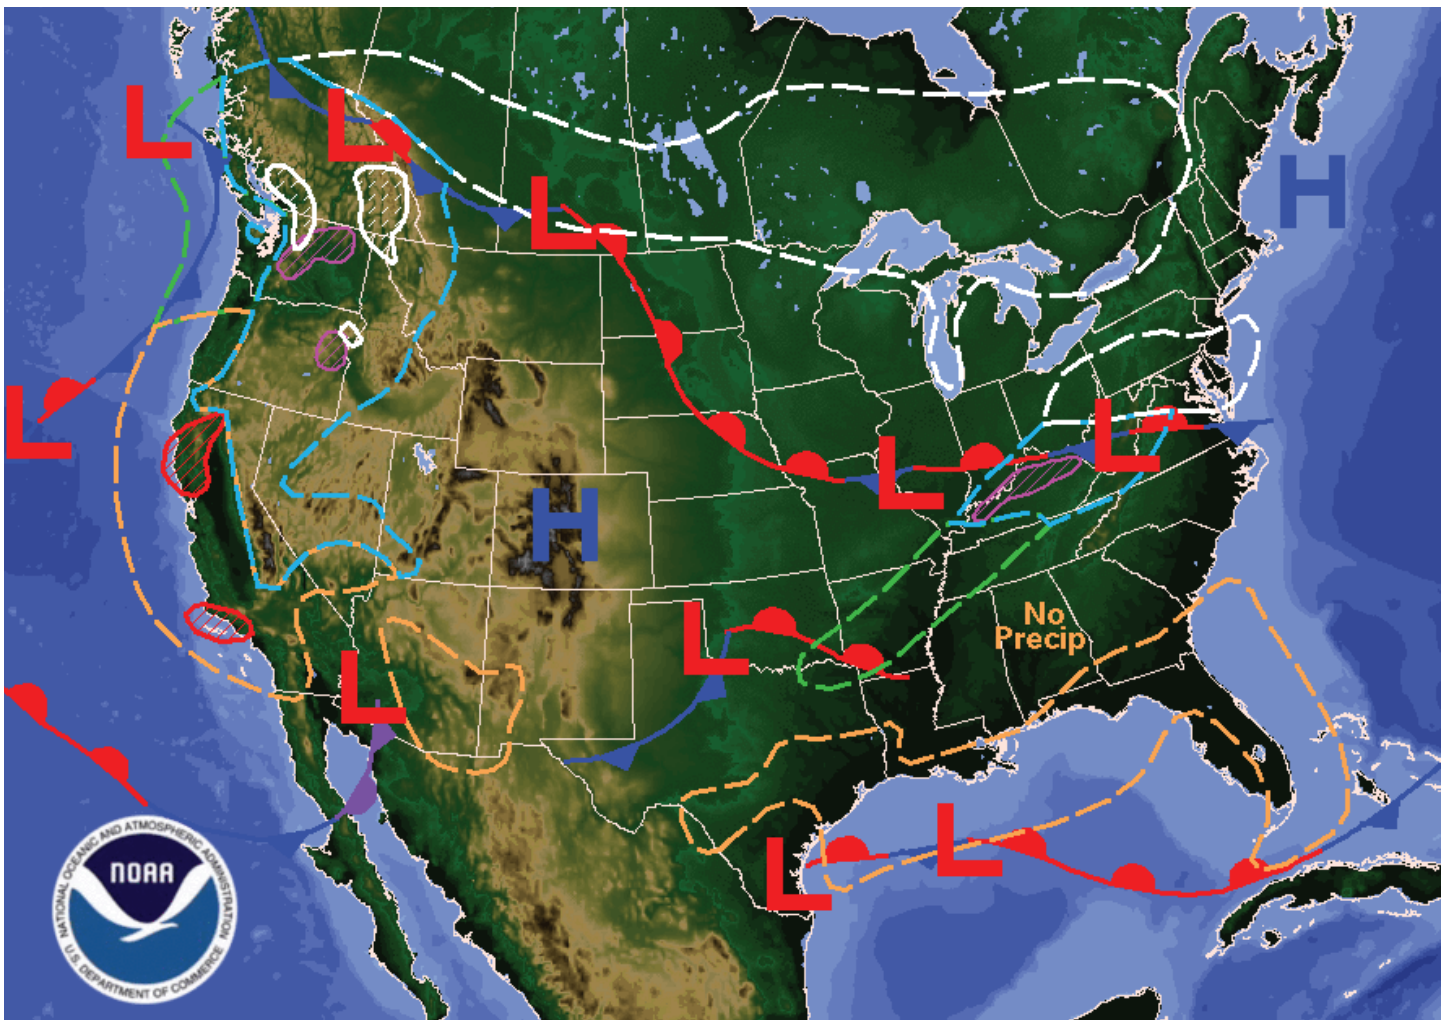 L
L
H
L
L
L
L
H
No
Precip
L
L
L
L
NATIONAL OCEANIC AND ATMOSPHERIC ADMINISTRATION
NOAA
U.S. DEPARTMENT OF COMMERCE